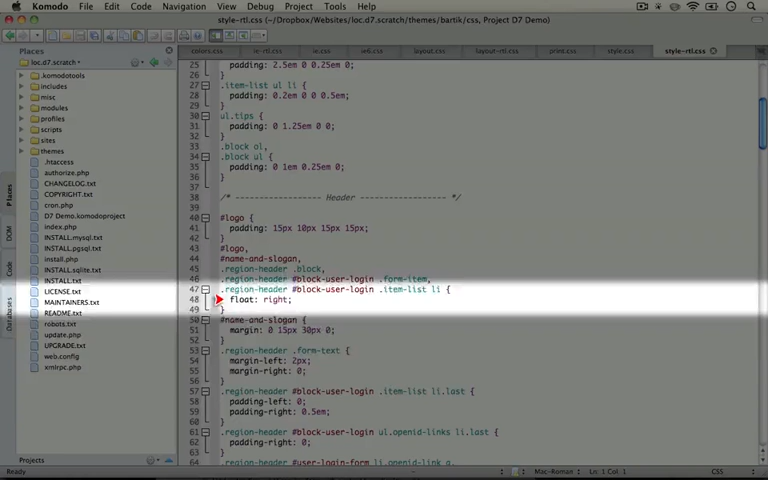 Komodo File Edit Code Navigation View Debug Project Tools Help
style-rtl.css (~/Dropbox/Websites/loc.d7.scratch/themes/bartik/css, Project D7 Demo)
Places
colors.css ie-rtl.css ie.css ie6.css layout.css layout-rtl.css print.css style.css style-rtl.css
loc.d7.scratch
.komodotools
includes
misc
modules
profiles
scripts
sites
themes
.htaccess
authorize.php
CHANGELOG.txt
COPYRIGHT.txt
cron.php
D7 Demo.komodoproject
index.php
INSTALL.mysql.txt
INSTALL.pgsql.txt
install.php
INSTALL.sqlite.txt
INSTALL.txt
LICENSE.txt
MAINTAINERS.txt
README.txt
robots.txt
update.php
UPGRADE.txt
web.config
xmlrpc.php
Projects
Places
DOM
Code
Databases
25 padding: 2.5em 0 0.25em 0;
26 }
27 .item-list ul li {
28 padding: 0.2em 0 0 0.5em;
29 }
30 ul.tips {
31 padding: 0 1.25em 0 0;
32 }
33 .block ol,
34 .block ul {
35 padding: 0 1em 0.25em 0;
36 }
37
38 /* ------------------ Header ------------------ */
39
40 #logo {
41 padding: 15px 10px 15px 15px;
42 }
43 #logo,
44 #name-and-slogan,
45 .region-header .block,
46 .region-header #block-user-login .form-item,
47 .region-header #block-user-login .item-list li {
48 float: right;
49 }
50 #name-and-slogan {
51 margin: 0 15px 30px 0;
52 }
53 .region-header .form-text {
54 margin-left: 2px;
55 margin-right: 0;
56 }
57 .region-header #block-user-login .item-list li.last {
58 padding-left: 0;
59 padding-right: 0.5em;
60 }
61 .region-header #block-user-login ul.openid-links li.last {
62 padding-right: 0;
63 }
64 .region-header #user-login-form li.openid-link a,
Ready Mac-Roman Ln: 1 Col: 1 CSS